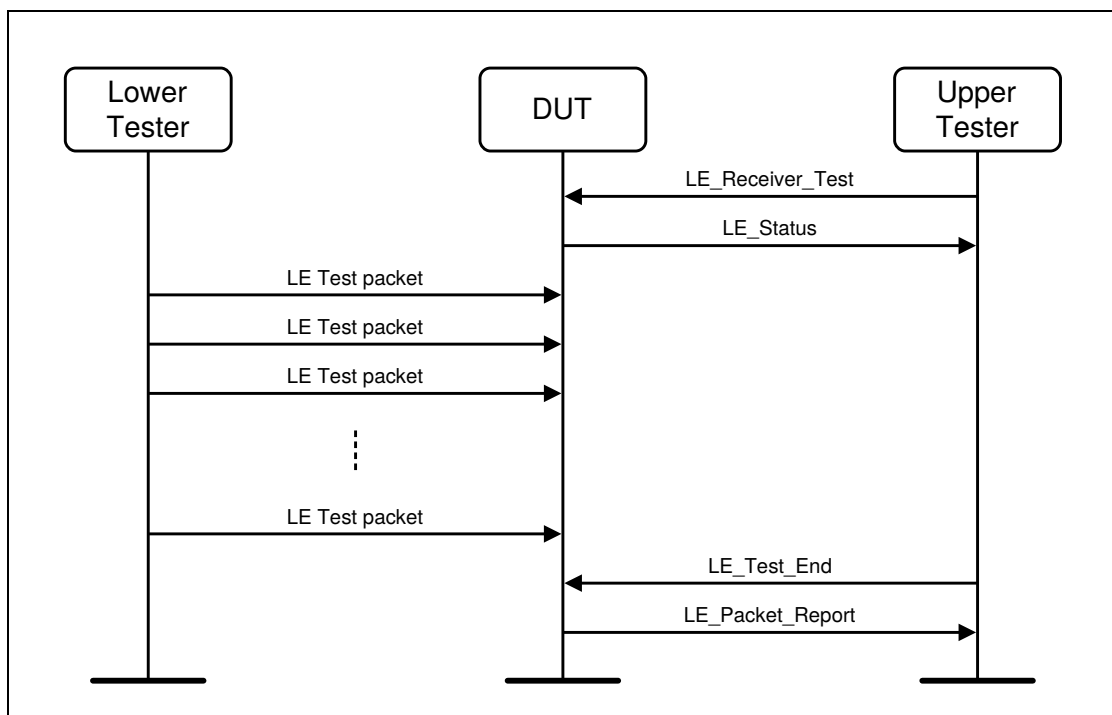 Lower
Tester
DUT
Upper
Tester
LE_Receiver_Test
LE_Status
LE Test packet
LE Test packet
LE Test packet
LE Test packet
LE_Test_End
LE_Packet_Report